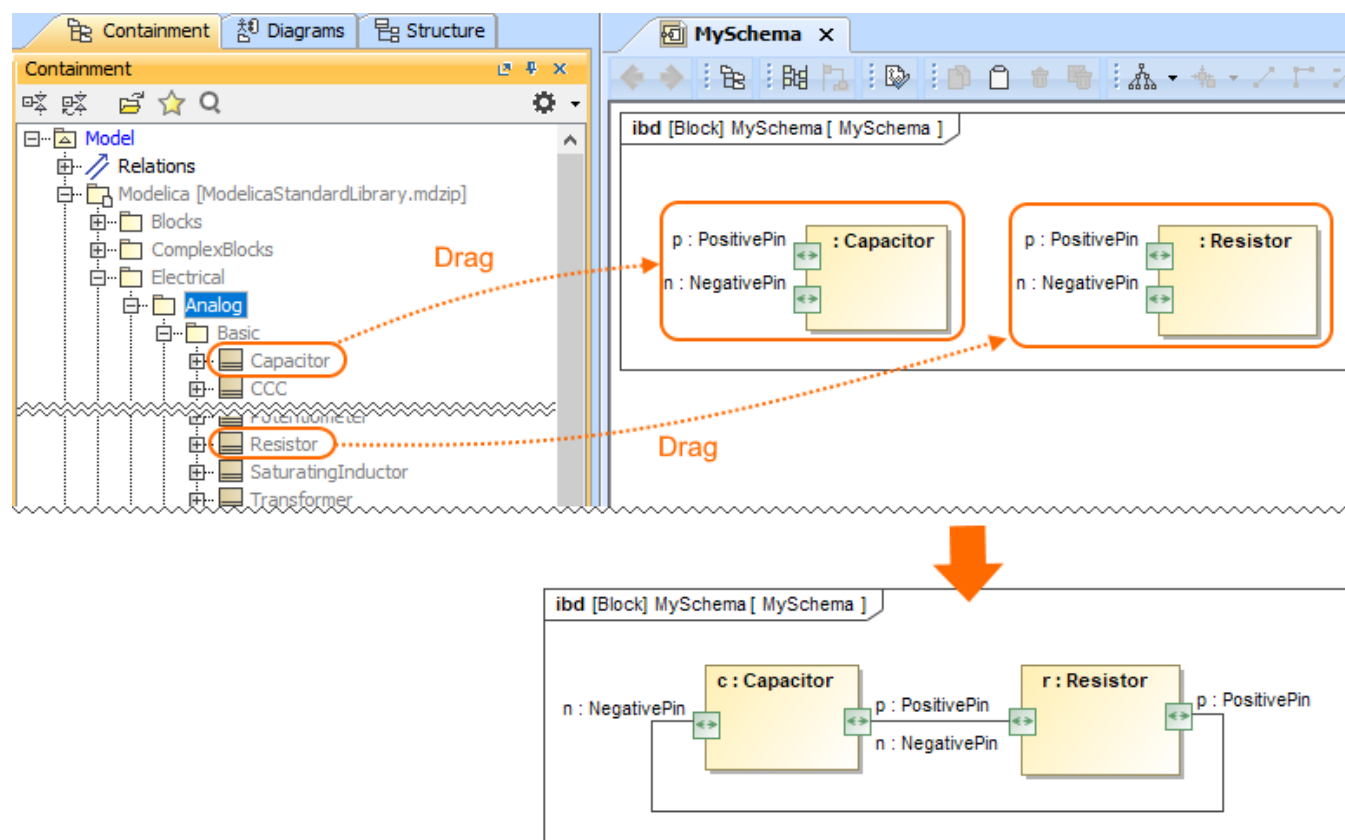 Containment
Diagrams
Structure
Containment
Model
Relations
Modelica [ModelicaStandardLibrary.mdzip]
Blocks
ComplexBlocks
Electrical
Analog
Basic
Capacitor
CCC
Potentiometer
Resistor
SaturatingInductor
Transformer
Drag
Drag
MySchema X
ibd [Block] MySchema [ MySchema ]
p : PositivePin
: Capacitor
n : NegativePin
p : PositivePin
: Resistor
n : NegativePin
ibd [Block] MySchema [ MySchema ]
c : Capacitor
r : Resistor
n : NegativePin
p : PositivePin
n : NegativePin
p : PositivePin